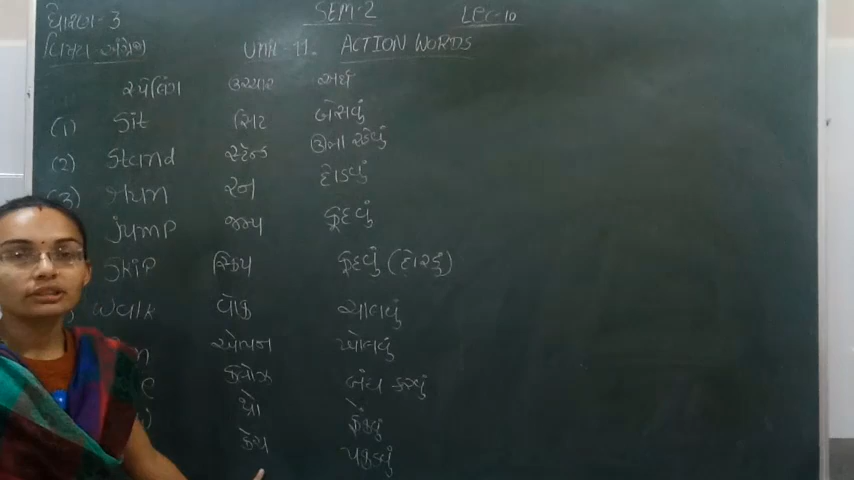 ધોરણ-3 SEM-2 LEC-10
વિષય અંગ્રેજી UNIT-11. ACTION WORDS
સ્પેલિંગ ઉચ્ચાર અર્થ
(1) Sit સિટ બેસવું
(2) Stand સ્ટેન્ડ ઊભા રહેવું
(3) run રન દોડવું
jump જમ્પ કૂદવું
Skip સ્કિપ કૂદવું (દોરડું)
walk વોક ચાલવું
n ઓપન ખોલવું
ક્લોઝ બંધ કરવું
થ્રો ફેંકવું
કેચ પકડવું